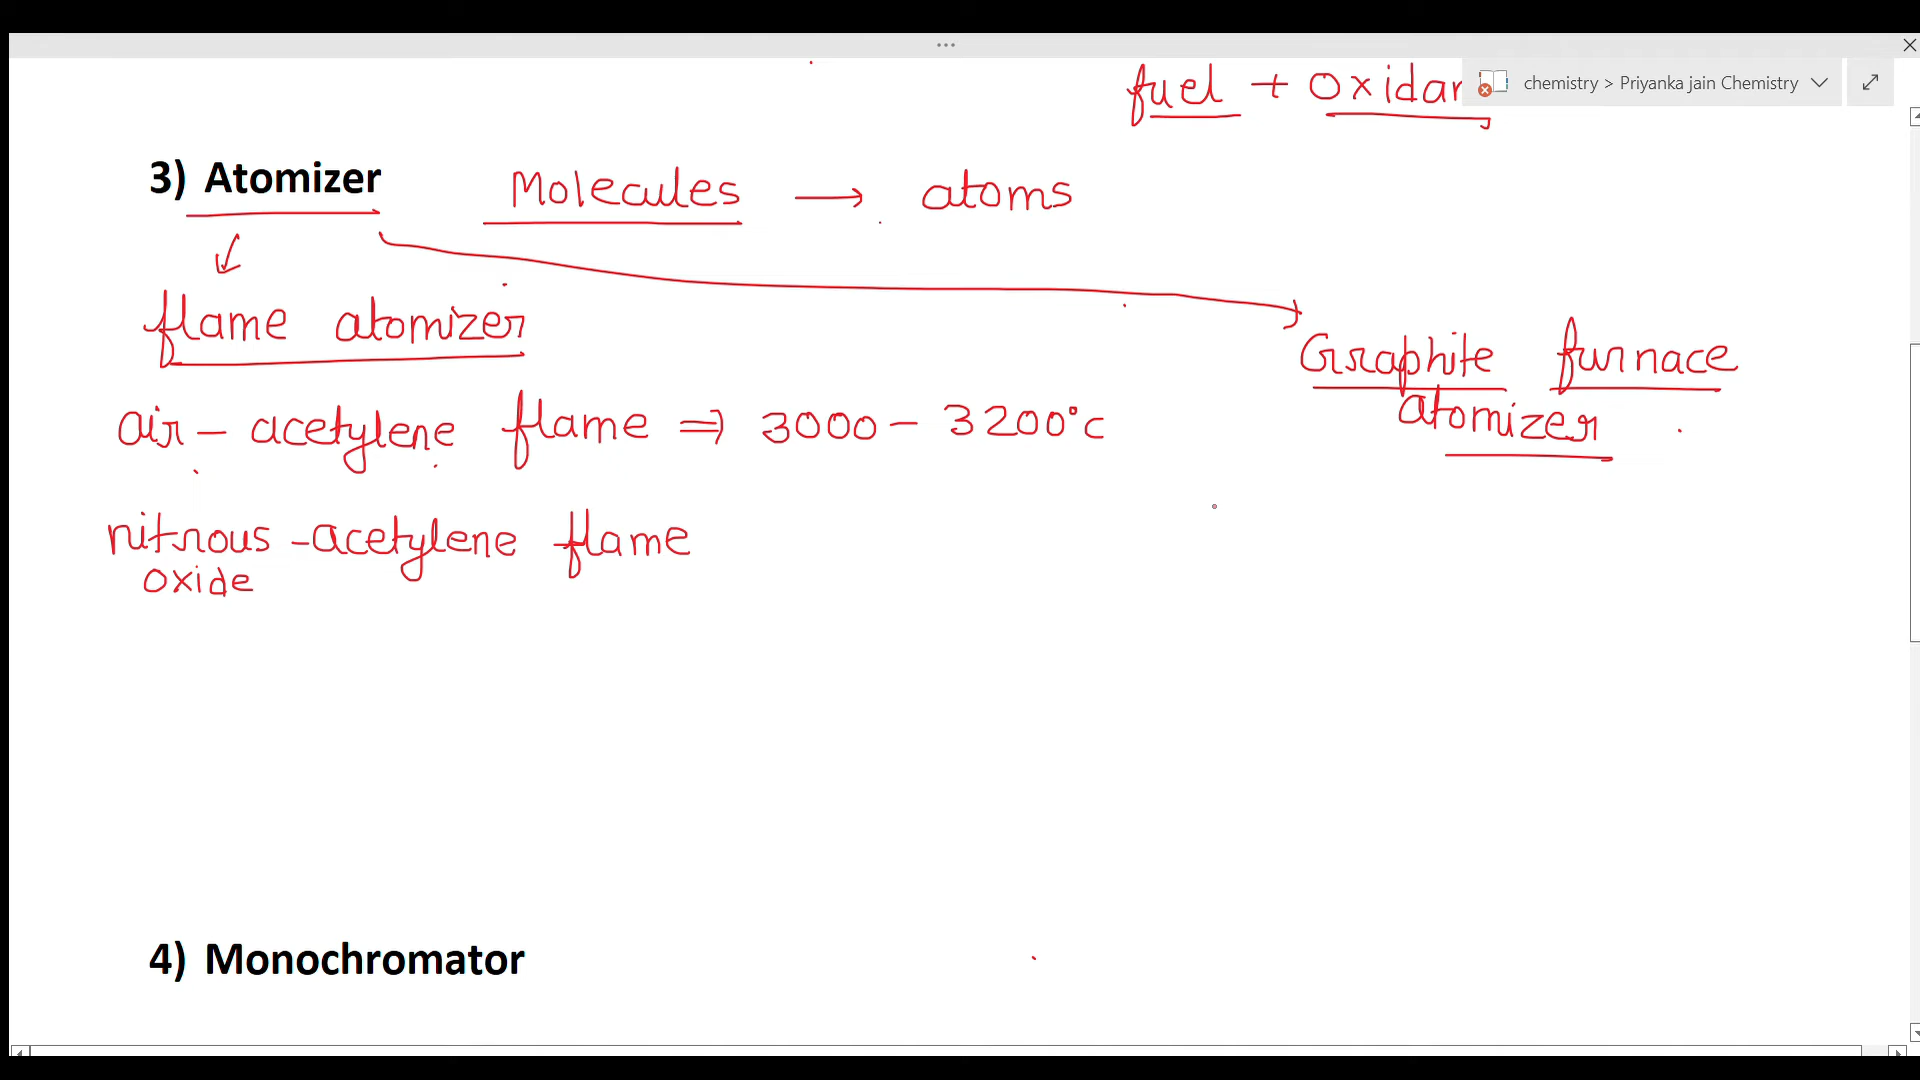 fuel + Oxidan
chemistry > Priyanka jain Chemistry
3) Atomizer Molecules → atoms
flame atomizer
Graphite furnace
atomizer
air - acetylene flame ⇒ 3000 - 3200°c
nitrous - acetylene flame
oxide
4) Monochromator